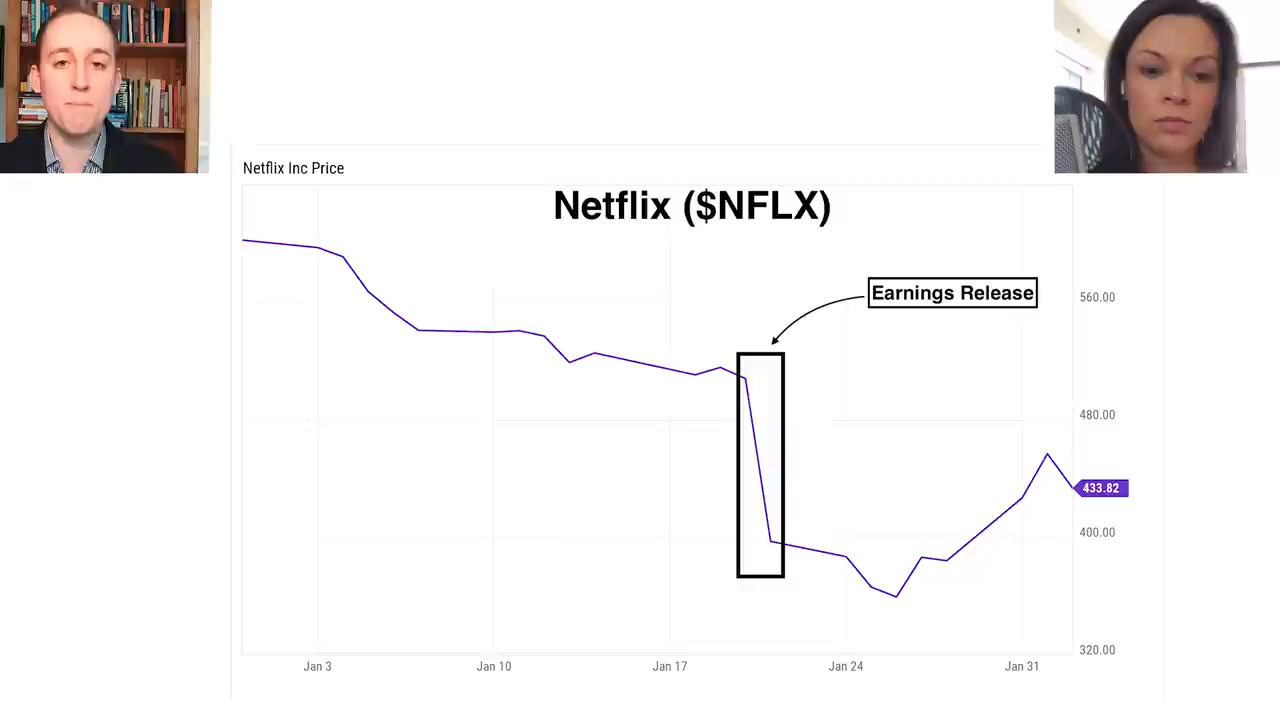 Netflix Inc Price
Netflix ($NFLX)
Earnings Release
560.00
480.00
433.82
400.00
320.00
Jan 3
Jan 10
Jan 17
Jan 24
Jan 31